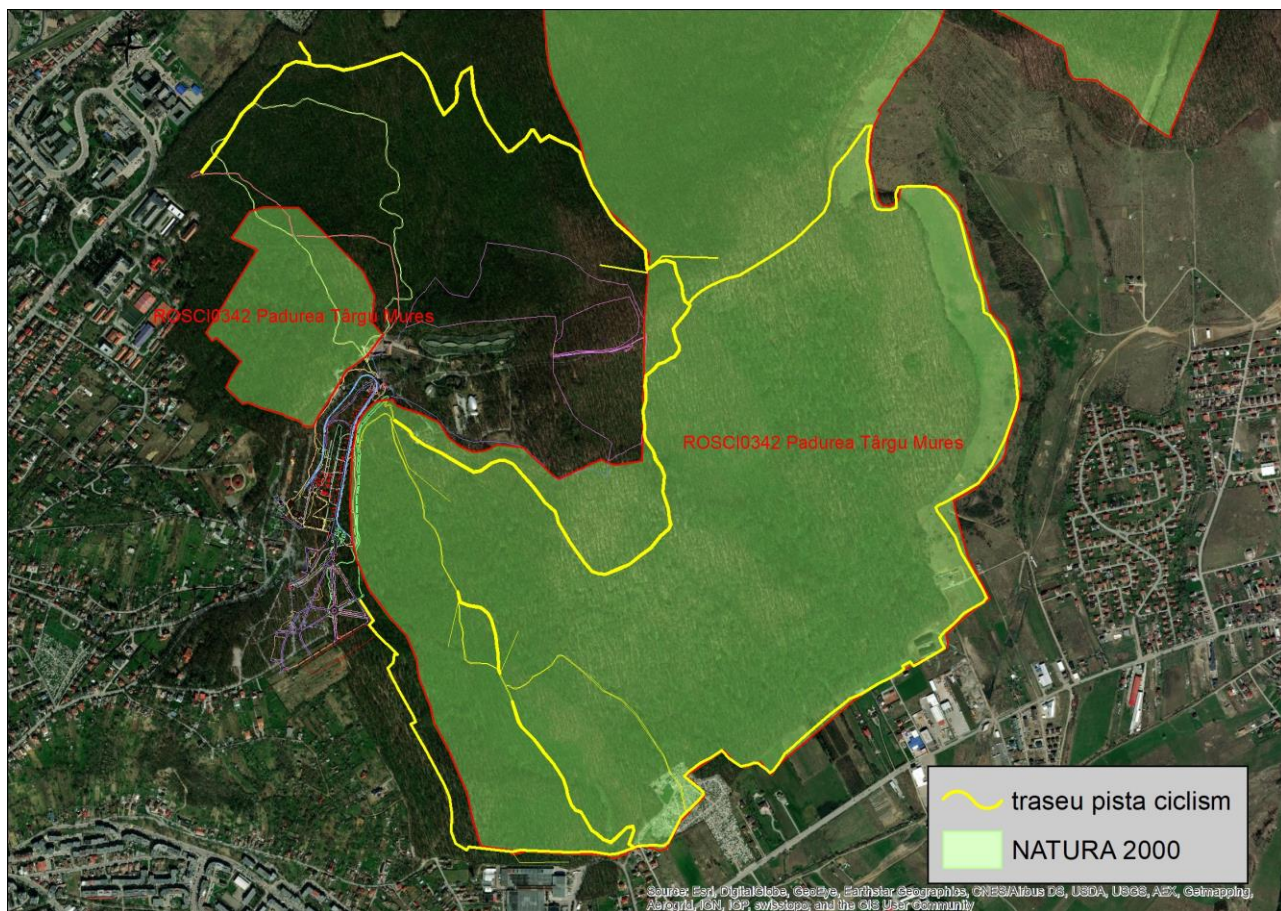 ROSCI0342 Padurea Târgu Mures
ROSCI0342 Padurea Târgu Mures
traseu pista ciclism
NATURA 2000
Source: Esri, DigitalGlobe, GeoEye, Earthstar Geographics, CNES/Airbus DS, USDA, USGS, AEX, Getmapping,
Aerogrid, IGN, IGP, swisstopo, and the GIS User Community